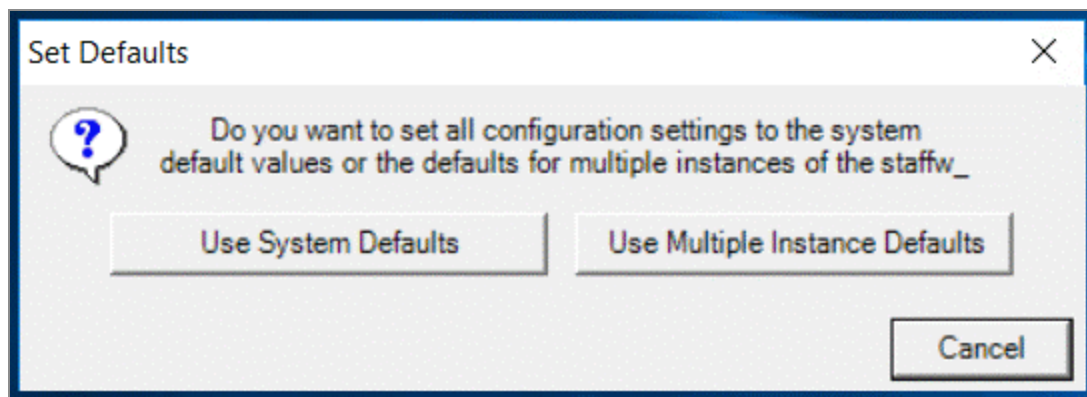 Set Defaults
?
Do you want to set all configuration settings to the system
default values or the defaults for multiple instances of the staffw_
Use System Defaults
Use Multiple Instance Defaults
Cancel